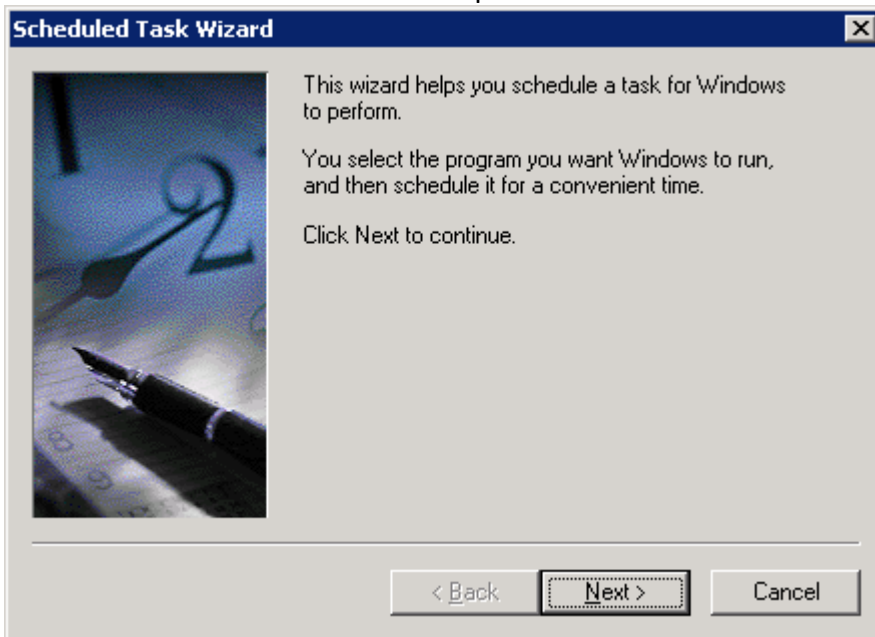 Scheduled Task Wizard
This wizard helps you schedule a task for Windows
to perform.
You select the program you want Windows to run,
and then schedule it for a convenient time.
Click Next to continue.
2
< Back
Next >
Cancel